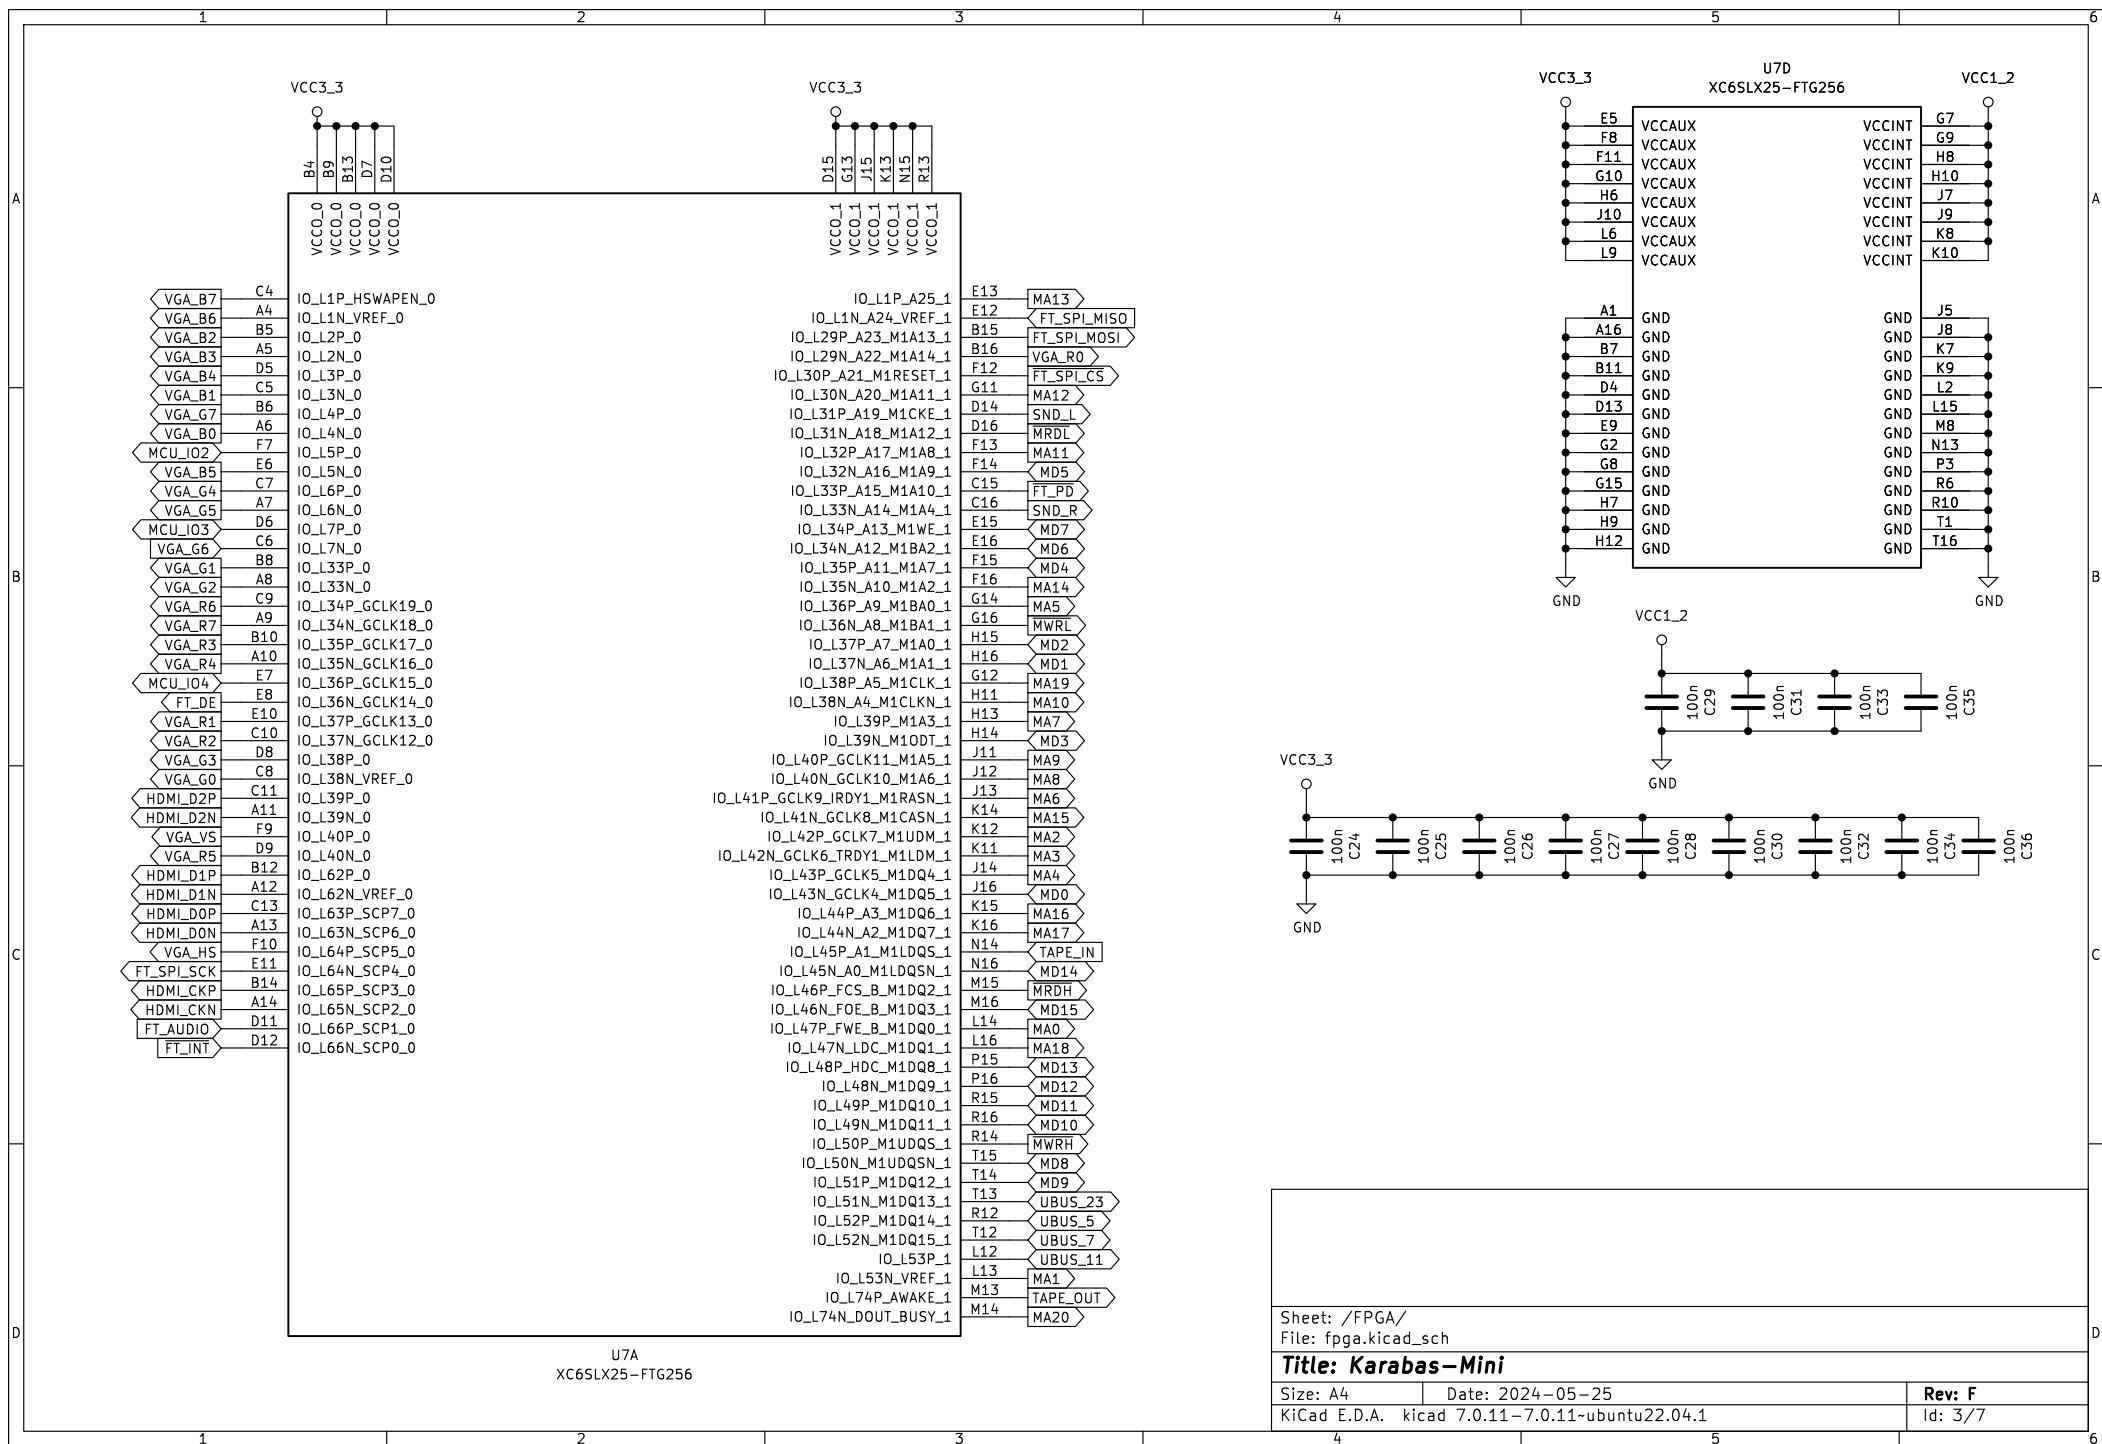 1 2 3 4 5 6
VCC3_3
B4 B9 B13 D7 D10
VCCO_0 VCCO_0 VCCO_0 VCCO_0 VCCO_0
VCC3_3
D15 G13 J15 K13 N15 R13
VCCO_1 VCCO_1 VCCO_1 VCCO_1 VCCO_1 VCCO_1
VGA_B7 C4 IO_L1P_HSWAPEN_0
VGA_B6 A4 IO_L1N_VREF_0
VGA_B2 B5 IO_L2P_0
VGA_B3 A5 IO_L2N_0
VGA_B4 D5 IO_L3P_0
VGA_B1 C5 IO_L3N_0
VGA_G7 B6 IO_L4P_0
VGA_B0 A6 IO_L4N_0
MCU_IO2 F7 IO_L5P_0
VGA_B5 E6 IO_L5N_0
VGA_G4 C7 IO_L6P_0
VGA_G5 A7 IO_L6N_0
MCU_IO3 D6 IO_L7P_0
VGA_G6 C6 IO_L7N_0
VGA_G1 B8 IO_L33P_0
VGA_G2 A8 IO_L33N_0
VGA_R6 C9 IO_L34P_GCLK19_0
VGA_R7 A9 IO_L34N_GCLK18_0
VGA_R3 B10 IO_L35P_GCLK17_0
VGA_R4 A10 IO_L35N_GCLK16_0
MCU_IO4 E7 IO_L36P_GCLK15_0
FT_DE E8 IO_L36N_GCLK14_0
VGA_R1 E10 IO_L37P_GCLK13_0
VGA_R2 C10 IO_L37N_GCLK12_0
VGA_G3 D8 IO_L38P_0
VGA_G0 C8 IO_L38N_VREF_0
HDMI_D2P C11 IO_L39P_0
HDMI_D2N A11 IO_L39N_0
VGA_VS F9 IO_L40P_0
VGA_R5 D9 IO_L40N_0
HDMI_D1P B12 IO_L62P_0
HDMI_D1N A12 IO_L62N_VREF_0
HDMI_D0P C13 IO_L63P_SCP7_0
HDMI_D0N A13 IO_L63N_SCP6_0
VGA_HS F10 IO_L64P_SCP5_0
FT_SPI_SCK E11 IO_L64N_SCP4_0
HDMI_CKP B14 IO_L65P_SCP3_0
HDMI_CKN A14 IO_L65N_SCP2_0
FT_AUDIO D11 IO_L66P_SCP1_0
FT_INT D12 IO_L66N_SCP0_0
IO_L1P_A25_1 E13 MA13
IO_L1N_A24_VREF_1 E12 FT_SPI_MISO
IO_L29P_A23_M1A13_1 B15 FT_SPI_MOSI
IO_L29N_A22_M1A14_1 B16 VGA_R0
IO_L30P_A21_M1RESET_1 F12 FT_SPI_CS
IO_L30N_A20_M1A11_1 G11 MA12
IO_L31P_A19_M1CKE_1 D14 SND_L
IO_L31N_A18_M1A12_1 D16 MRDL
IO_L32P_A17_M1A8_1 F13 MA11
IO_L32N_A16_M1A9_1 F14 MD5
IO_L33P_A15_M1A10_1 C15 FT_PD
IO_L33N_A14_M1A4_1 C16 SND_R
IO_L34P_A13_M1WE_1 E15 MD7
IO_L34N_A12_M1BA2_1 E16 MD6
IO_L35P_A11_M1A7_1 F15 MD4
IO_L35N_A10_M1A2_1 F16 MA14
IO_L36P_A9_M1BA0_1 G14 MA5
IO_L36N_A8_M1BA1_1 G16 MWRL
IO_L37P_A7_M1A0_1 H15 MD2
IO_L37N_A6_M1A1_1 H16 MD1
IO_L38P_A5_M1CLK_1 G12 MA19
IO_L38N_A4_M1CLKN_1 H11 MA10
IO_L39P_M1A3_1 H13 MA7
IO_L39N_M1ODT_1 H14 MD3
IO_L40P_GCLK11_M1A5_1 J11 MA9
IO_L40N_GCLK10_M1A6_1 J12 MA8
IO_L41P_GCLK9_IRDY1_M1RASN_1 J13 MA6
IO_L41N_GCLK8_M1CASN_1 K14 MA15
IO_L42P_GCLK7_M1UDM_1 K12 MA2
IO_L42N_GCLK6_TRDY1_M1LDM_1 K11 MA3
IO_L43P_GCLK5_M1DQ4_1 J14 MA4
IO_L43N_GCLK4_M1DQ5_1 J16 MD0
IO_L44P_A3_M1DQ6_1 K15 MA16
IO_L44N_A2_M1DQ7_1 K16 MA17
IO_L45P_A1_M1LDQS_1 N14 TAPE_IN
IO_L45N_A0_M1LDQSN_1 N16 MD14
IO_L46P_FCS_B_M1DQ2_1 M15 MRDH
IO_L46N_FOE_B_M1DQ3_1 M16 MD15
IO_L47P_FWE_B_M1DQ0_1 L14 MA0
IO_L47N_LDC_M1DQ1_1 L16 MA18
IO_L48P_HDC_M1DQ8_1 P15 MD13
IO_L48N_M1DQ9_1 P16 MD12
IO_L49P_M1DQ10_1 R15 MD11
IO_L49N_M1DQ11_1 R16 MD10
IO_L50P_M1UDQS_1 R14 MWRH
IO_L50N_M1UDQSN_1 T15 MD8
IO_L51P_M1DQ12_1 T14 MD9
IO_L51N_M1DQ13_1 T13 UBUS_23
IO_L52P_M1DQ14_1 R12 UBUS_5
IO_L52N_M1DQ15_1 T12 UBUS_7
IO_L53P_1 L12 UBUS_11
IO_L53N_VREF_1 L13 MA1
IO_L74P_AWAKE_1 M13 TAPE_OUT
IO_L74N_DOUT_BUSY_1 M14 MA20
U7A
XC6SLX25-FTG256
U7D
XC6SLX25-FTG256
VCC3_3 VCC1_2
E5 VCCAUX VCCINT G7
F8 VCCAUX VCCINT G9
F11 VCCAUX VCCINT H8
G10 VCCAUX VCCINT H10
H6 VCCAUX VCCINT J7
J10 VCCAUX VCCINT J9
L6 VCCAUX VCCINT K8
L9 VCCAUX VCCINT K10
A1 GND GND J5
A16 GND GND J8
B7 GND GND K7
B11 GND GND K9
D4 GND GND L2
D13 GND GND L15
E9 GND GND M8
G2 GND GND N13
G8 GND GND P3
G15 GND GND R6
H7 GND GND R10
H9 GND GND T1
H12 GND GND T16
GND GND
VCC1_2
100n C29 100n C31 100n C33 100n C35
GND
VCC3_3
100n C24 100n C25 100n C26 100n C27 100n C28 100n C30 100n C32 100n C34 100n C36
GND
A A
B B
C C
D D
Sheet: /FPGA/
File: fpga.kicad_sch
Title: Karabas-Mini
Size: A4 Date: 2024-05-25 Rev: F
KiCad E.D.A. kicad 7.0.11-7.0.11~ubuntu22.04.1 Id: 3/7
1 2 3 4 5 6